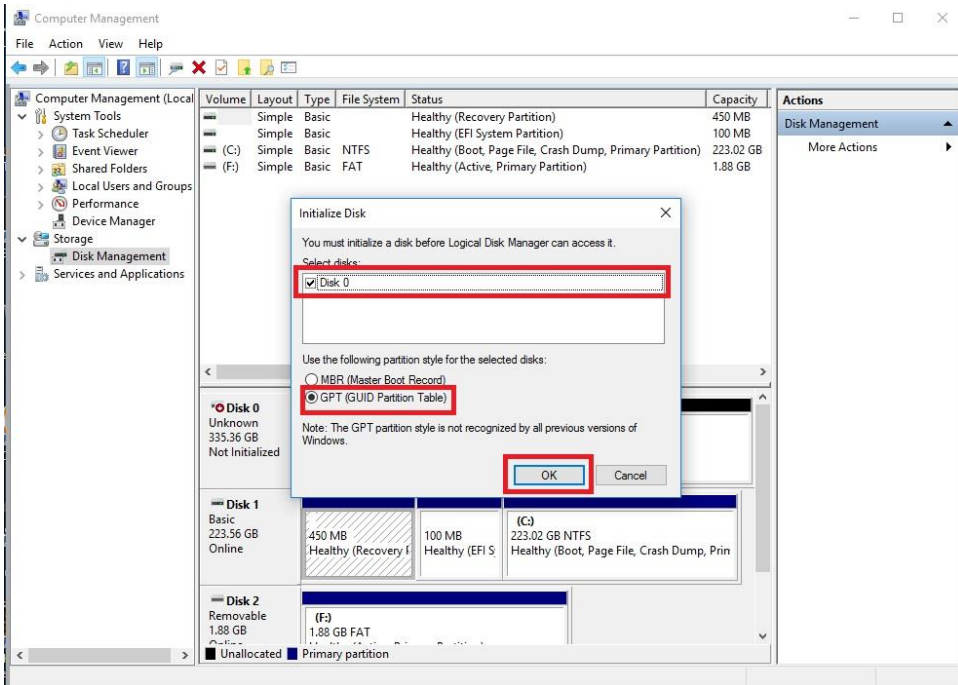 Computer Management
File Action View Help
Computer Management (Local
System Tools
Task Scheduler
Event Viewer
Shared Folders
Local Users and Groups
Performance
Device Manager
Storage
Disk Management
Services and Applications
Volume Layout Type File System Status Capacity
Simple Basic Healthy (Recovery Partition) 450 MB
Simple Basic Healthy (EFI System Partition) 100 MB
(C:) Simple Basic NTFS Healthy (Boot, Page File, Crash Dump, Primary Partition) 223.02 GB
(F:) Simple Basic FAT Healthy (Active, Primary Partition) 1.88 GB
Actions
Disk Management
More Actions
Initialize Disk
You must initialize a disk before Logical Disk Manager can access it.
Select disks:
Disk 0
Use the following partition style for the selected disks:
MBR (Master Boot Record)
GPT (GUID Partition Table)
Note: The GPT partition style is not recognized by all previous versions of
Windows.
OK Cancel
Disk 0
Unknown
335.36 GB
Not Initialized
Disk 1
Basic
223.56 GB
Online
450 MB
Healthy (Recovery P
100 MB
Healthy (EFI S
(C:)
223.02 GB NTFS
Healthy (Boot, Page File, Crash Dump, Prin
Disk 2
Removable
1.88 GB
(F:)
1.88 GB FAT
Unallocated Primary partition